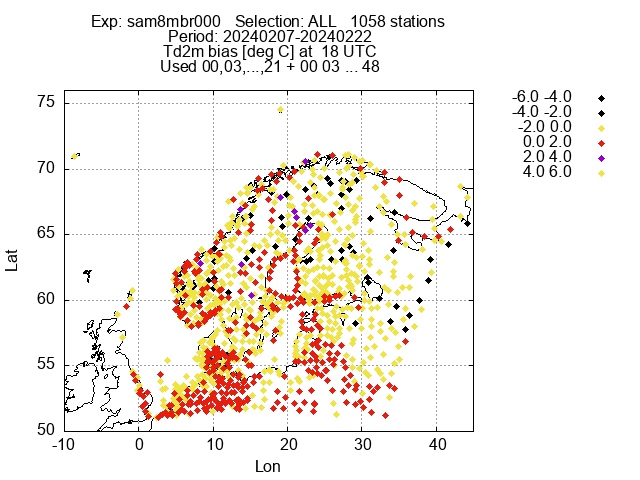 Exp: sam8mbr000 Selection: ALL 1058 stations
Period: 20240207-20240222
Td2m bias [deg C] at 18 UTC
Used 00,03,...,21 + 00 03 ... 48
-6.0 -4.0
-4.0 -2.0
-2.0 0.0
0.0 2.0
2.0 4.0
4.0 6.0
75
70
65
60
55
50
Lat
-10 0 10 20 30 40
Lon